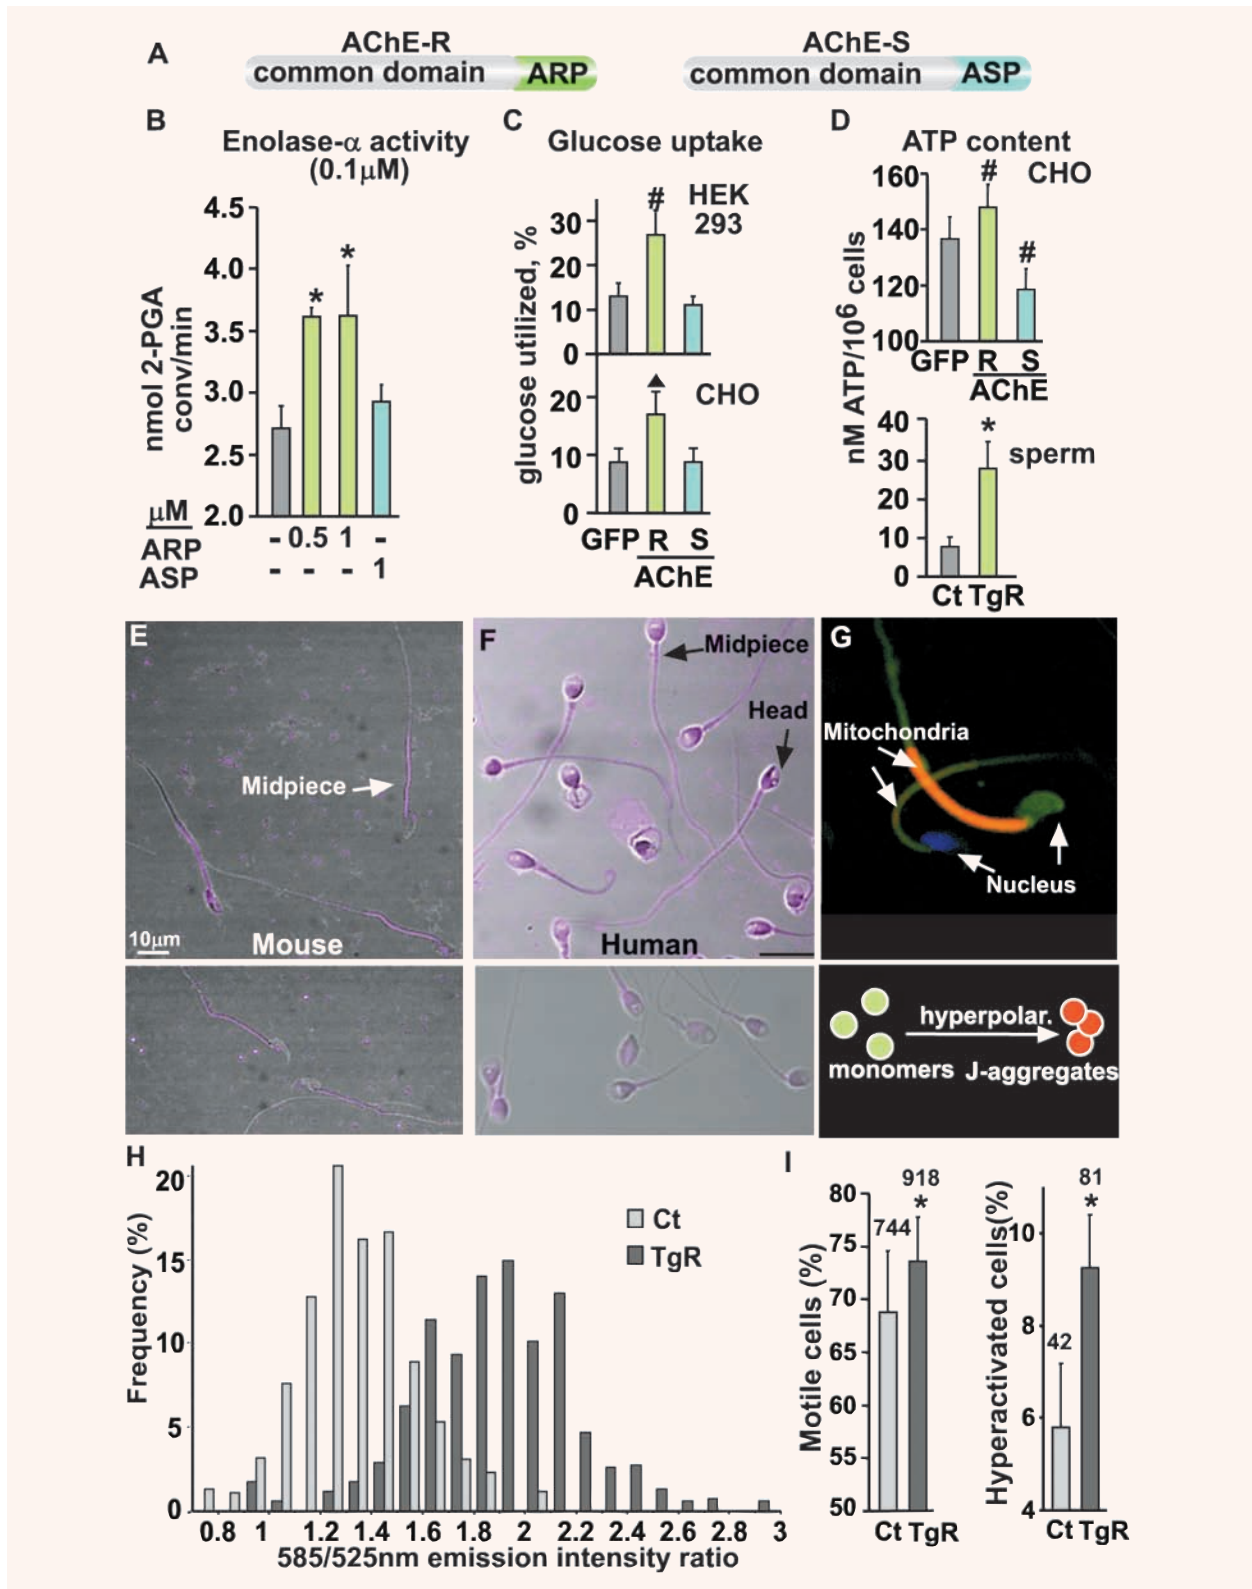 A
AChE-R
common domain ARP
AChE-S
common domain ASP
B
Enolase-α activity
(0.1μM)
nmol 2-PGA
conv/min
4.5
4.0
3.5
3.0
2.5
2.0
*
*
μM
ARP - 0.5 1 -
ASP - - - 1
C
Glucose uptake
glucose utilized, %
HEK
293
#
30
20
10
0
CHO
20
10
0
GFP R S
AChE
D
ATP content
nM ATP/10⁶ cells
CHO
160
140
120
100
#
#
GFP R S
AChE
sperm
40
30
20
10
0
*
Ct TgR
E
Midpiece
10μm
Mouse
F
Midpiece
Head
Human
G
Mitochondria
Nucleus
hyperpolar.
monomers J-aggregates
H
Frequency (%)
20
15
10
5
0
Ct
TgR
0.8 1 1.2 1.4 1.6 1.8 2 2.2 2.4 2.6 2.8 3
585/525nm emission intensity ratio
I
Motile cells (%)
80
75
70
65
60
55
50
744
918
*
Ct TgR
Hyperactivated cells(%)
10
8
6
4
42
81
*
Ct TgR